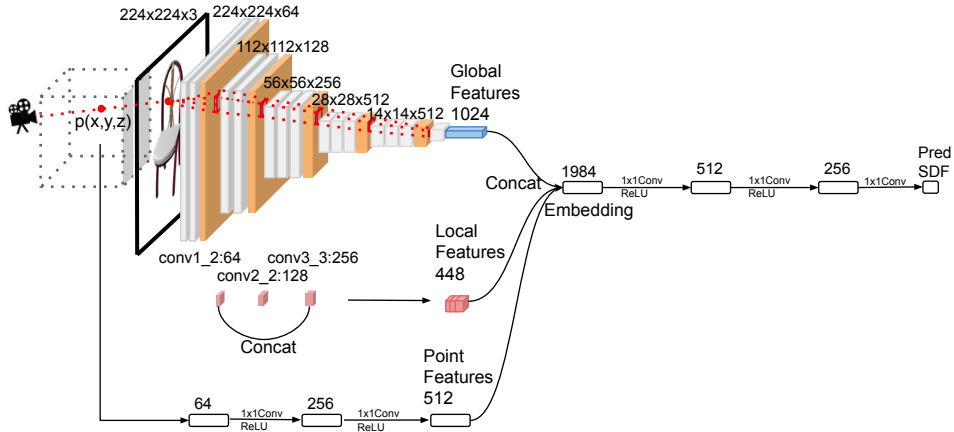 224x224x3 224x224x64
112x112x128
56x56x256
28x28x512
14x14x512
Global
Features
1024
p(x,y,z)
Concat
1984
Embedding
1x1Conv
ReLU
512
1x1Conv
ReLU
256
1x1Conv
Pred
SDF
Local
Features
448
conv1_2:64
conv2_2:128
conv3_3:256
Concat
Point
Features
512
64
1x1Conv
ReLU
256
1x1Conv
ReLU